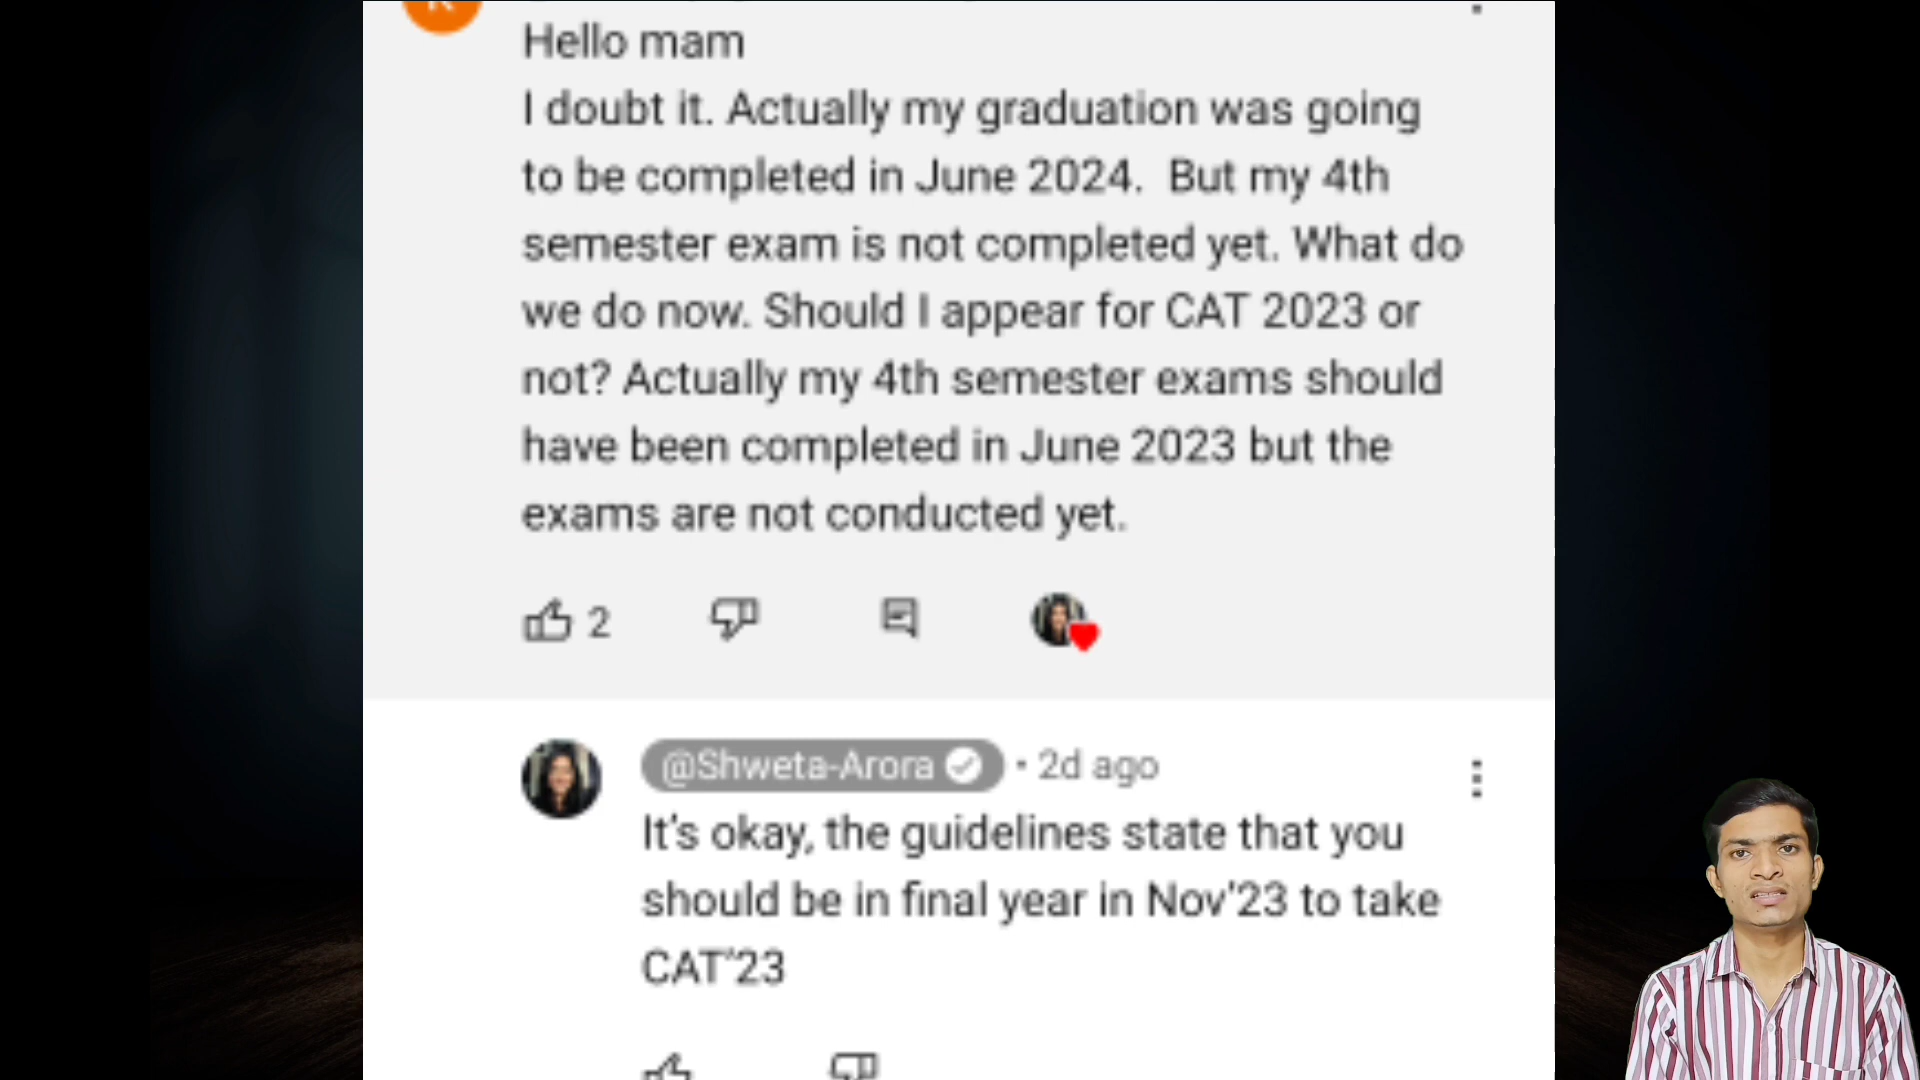 Hello mam
I doubt it. Actually my graduation was going
to be completed in June 2024. But my 4th
semester exam is not completed yet. What do
we do now. Should I appear for CAT 2023 or
not? Actually my 4th semester exams should
have been completed in June 2023 but the
exams are not conducted yet.
2
@Shweta-Arora • 2d ago
It's okay, the guidelines state that you
should be in final year in Nov'23 to take
CAT'23